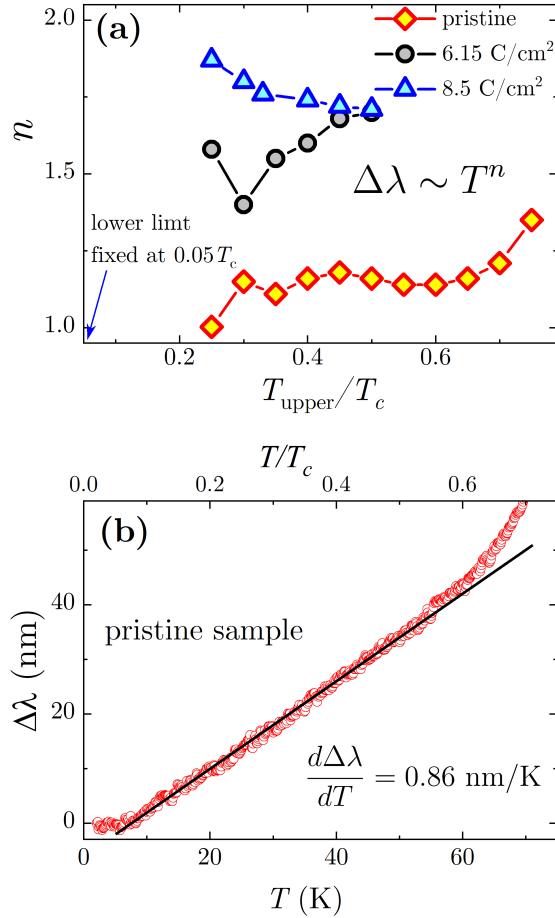 2.0
(a)
pristine
6.15 C/cm²
8.5 C/cm²
n
1.5
Δλ ~ Tⁿ
lower limt
fixed at 0.05T_c
1.0
0.2 0.4 0.6
T_upper/T_c
T/T_c
0.0 0.2 0.4 0.6
(b)
40
pristine sample
Δλ (nm)
20
dΔλ/dT = 0.86 nm/K
0
0 20 40 60
T (K)